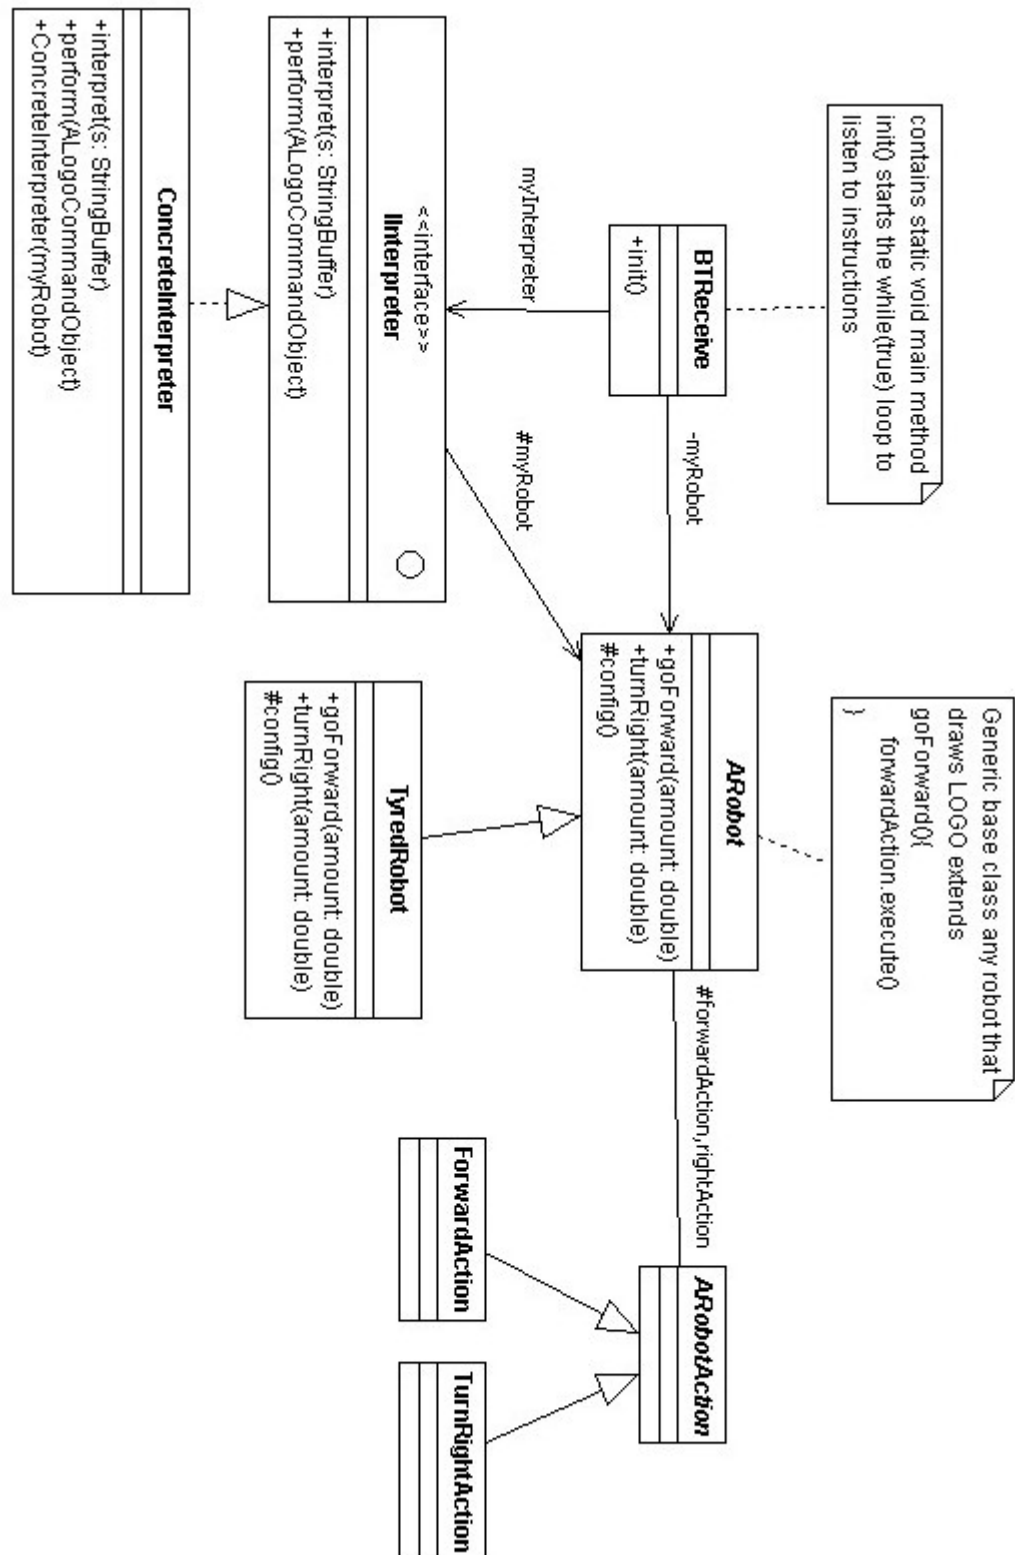 contains static void main method
init() starts the while(true) loop to
listen to instructions
Generic base class any robot that
draws LOGO extends
goForward(){
forwardAction.execute()
}
BTReceive
+init()
-myRobot
myInterpreter
ARobot
+goForward(amount: double)
+turnRight(amount: double)
#config()
#forwardAction,rightAction
ARobotAction
<<interface>>
IInterpreter
+interpret(s: StringBuffer)
+perform(ALogoCommandObject)
#myRobot
TyredRobot
+goForward(amount: double)
+turnRight(amount: double)
#config()
ForwardAction
TurnRightAction
ConcreteInterpreter
+interpret(s: StringBuffer)
+perform(ALogoCommandObject)
+ConcreteInterpreter(myRobot)